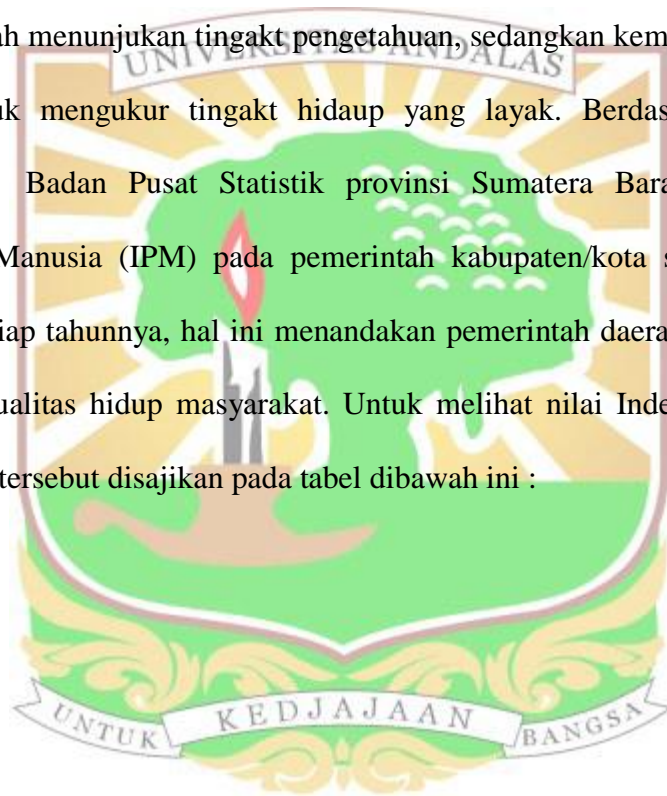 ah menunjukan tingakt pengetahuan, sedangkan kem
UNIVERSITAS ANDALAS
uk mengukur tingakt hidaup yang layak. Berdas
Badan Pusat Statistik provinsi Sumatera Bara
Manusia (IPM) pada pemerintah kabupaten/kota s
iap tahunnya, hal ini menandakan pemerintah daera
ualitas hidup masyarakat. Untuk melihat nilai Inde
tersebut disajikan pada tabel dibawah ini :
UNTUK KEDJAJAAN BANGSA